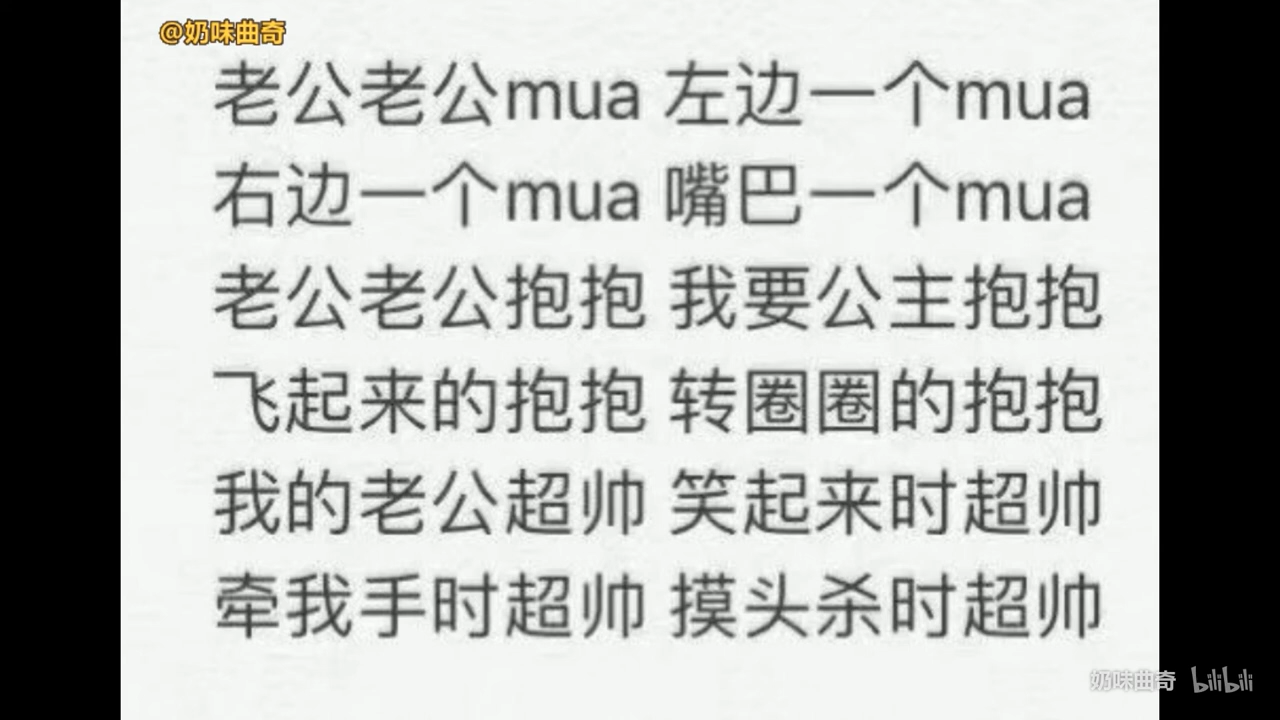 @奶味曲奇
老公老公mua 左边一个mua
右边一个mua 嘴巴一个mua
老公老公抱抱 我要公主抱抱
飞起来的抱抱 转圈圈的抱抱
我的老公超帅 笑起来时超帅
牵我手时超帅 摸头杀时超帅
奶味曲奇 bilibili